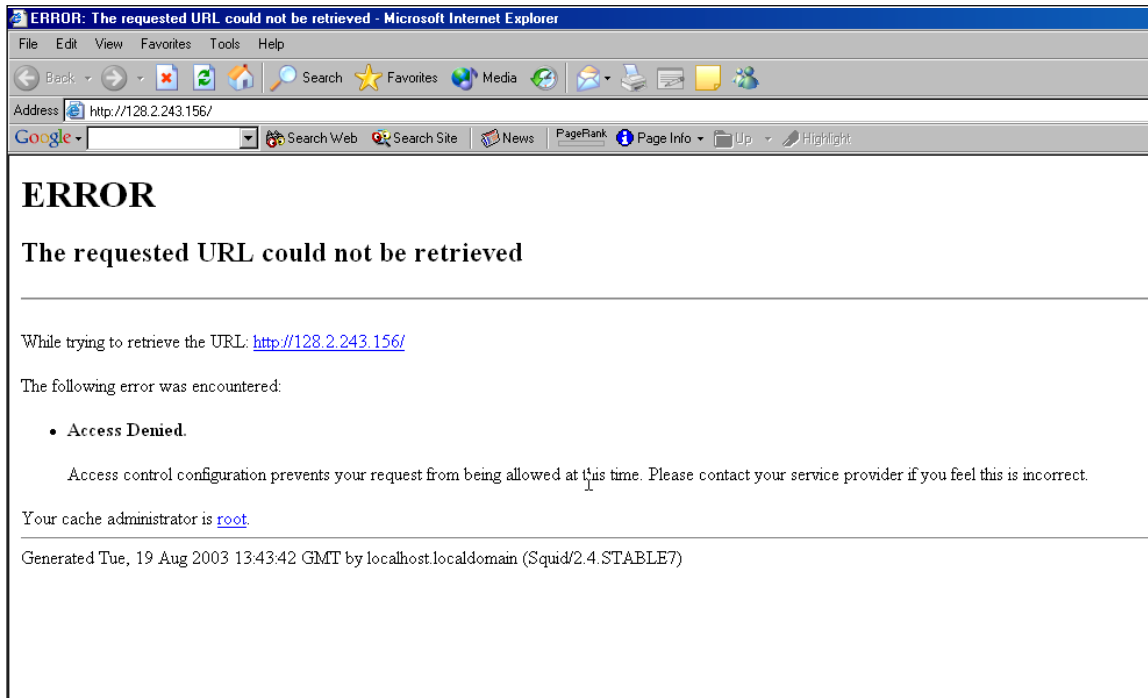 ERROR: The requested URL could not be retrieved - Microsoft Internet Explorer
File Edit View Favorites Tools Help
Back Search Favorites Media
Address http://128.2.243.156/
Google Search Web Search Site News PageRank Page Info Up Highlight
ERROR
The requested URL could not be retrieved
While trying to retrieve the URL: http://128.2.243.156/
The following error was encountered:
• Access Denied.
Access control configuration prevents your request from being allowed at this time. Please contact your service provider if you feel this is incorrect.
Your cache administrator is root.
Generated Tue, 19 Aug 2003 13:43:42 GMT by localhost.localdomain (Squid/2.4.STABLE7)